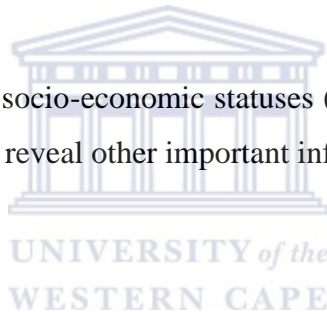 socio-economic statuses (
reveal other important inf
UNIVERSITY of the
WESTERN CAPE